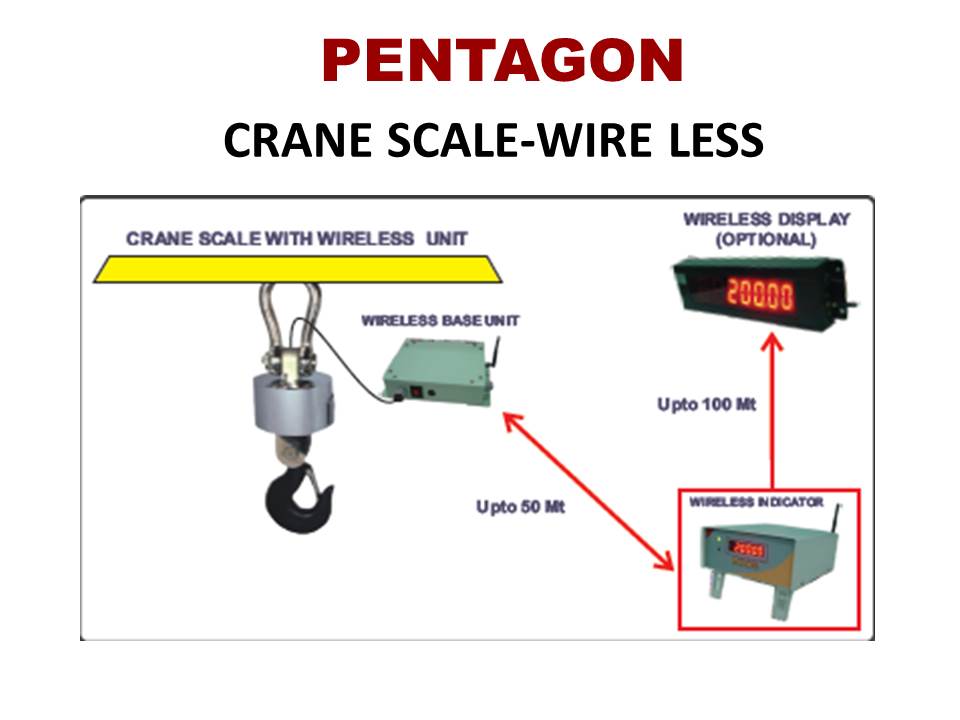 PENTAGON
CRANE SCALE-WIRE LESS
CRANE SCALE WITH WIRELESS UNIT
WIRELESS DISPLAY
(OPTIONAL)
200.00
WIRELESS BASE UNIT
Upto 100 Mt
Upto 50 Mt
WIRELESS INDICATOR